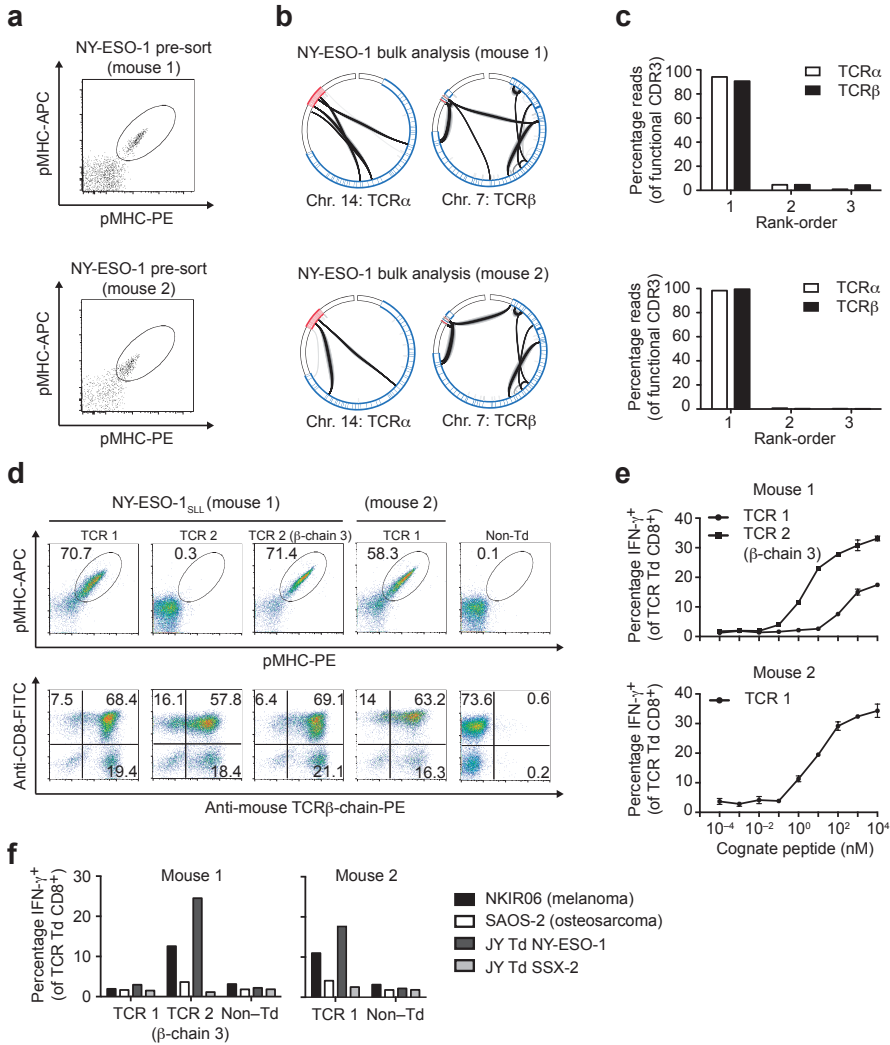 a
NY-ESO-1 pre-sort
(mouse 1)
pMHC-APC
pMHC-PE
NY-ESO-1 pre-sort
(mouse 2)
pMHC-APC
pMHC-PE
b
NY-ESO-1 bulk analysis (mouse 1)
Chr. 14: TCRα
Chr. 7: TCRβ
NY-ESO-1 bulk analysis (mouse 2)
Chr. 14: TCRα
Chr. 7: TCRβ
c
Percentage reads
(of functional CDR3)
100
80
60
40
20
0
TCRα
TCRβ
1 2 3
Rank-order
Percentage reads
(of functional CDR3)
100
80
60
40
20
0
TCRα
TCRβ
1 2 3
Rank-order
d
NY-ESO-1SLL (mouse 1)
(mouse 2)
TCR 1
TCR 2
TCR 2 (β-chain 3)
TCR 1
Non-Td
70.7
0.3
71.4
58.3
0.1
pMHC-APC
pMHC-PE
7.5 68.4
19.4
16.1 57.8
18.4
6.4 69.1
21.1
14 63.2
16.3
73.6 0.6
0.2
Anti-CD8-FITC
Anti-mouse TCRβ-chain-PE
e
Mouse 1
TCR 1
TCR 2
(β-chain 3)
Percentage IFN-γ+
(of TCR Td CD8+)
40
30
20
10
0
Mouse 2
TCR 1
Percentage IFN-γ+
(of TCR Td CD8+)
40
30
20
10
0
10−4 10−2 100 102 104
Cognate peptide (nM)
f
Percentage IFN-γ+
(of TCR Td CD8+)
30
20
10
0
Mouse 1
TCR 1 TCR 2 Non–Td
(β-chain 3)
Mouse 2
TCR 1 Non–Td
NKIR06 (melanoma)
SAOS-2 (osteosarcoma)
JY Td NY-ESO-1
JY Td SSX-2